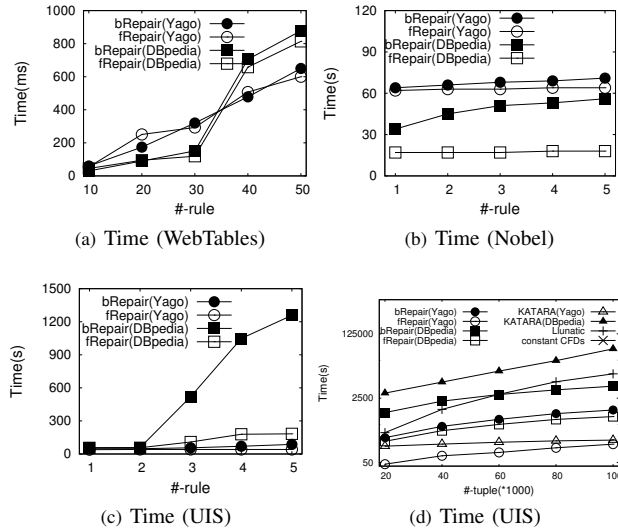 1000
800
600
400
200
0
Time(ms)
bRepair(Yago)
fRepair(Yago)
bRepair(DBpedia)
fRepair(DBpedia)
10 20 30 40 50
#-rule
(a) Time (WebTables)
120
90
60
30
0
Time(s)
bRepair(Yago)
fRepair(Yago)
bRepair(DBpedia)
fRepair(DBpedia)
1 2 3 4 5
#-rule
(b) Time (Nobel)
1500
1200
900
600
300
0
Time(s)
bRepair(Yago)
fRepair(Yago)
bRepair(DBpedia)
fRepair(DBpedia)
1 2 3 4 5
#-rule
(c) Time (UIS)
125000
2500
50
Time(s)
bRepair(Yago)
fRepair(Yago)
bRepair(DBpedia)
fRepair(DBpedia)
KATARA(Yago)
KATARA(DBpedia)
Llunatic
constant CFDs
20 40 60 80 100
#-tuple(*1000)
(d) Time (UIS)